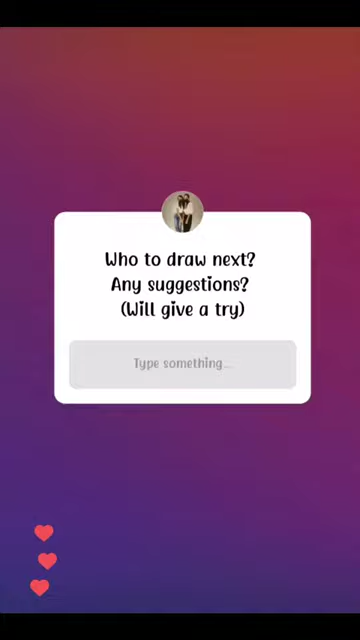 Who to draw next?
Any suggestions?
(Will give a try)
Type something...